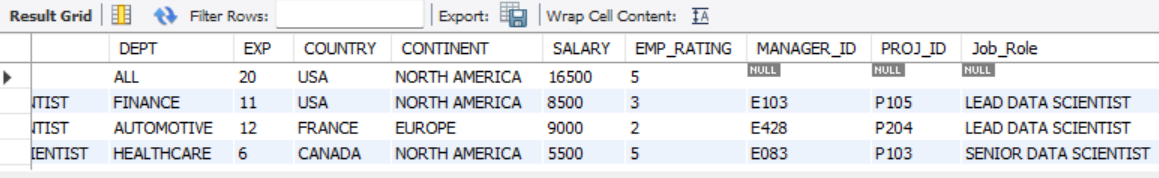 Result Grid Filter Rows: Export: Wrap Cell Content: IA
DEPT EXP COUNTRY CONTINENT SALARY EMP_RATING MANAGER_ID PROJ_ID Job_Role
ALL 20 USA NORTH AMERICA 16500 5 NULL NULL NULL
NTIST FINANCE 11 USA NORTH AMERICA 8500 3 E103 P105 LEAD DATA SCIENTIST
NTIST AUTOMOTIVE 12 FRANCE EUROPE 9000 2 E428 P204 LEAD DATA SCIENTIST
IENTIST HEALTHCARE 6 CANADA NORTH AMERICA 5500 5 E083 P103 SENIOR DATA SCIENTIST